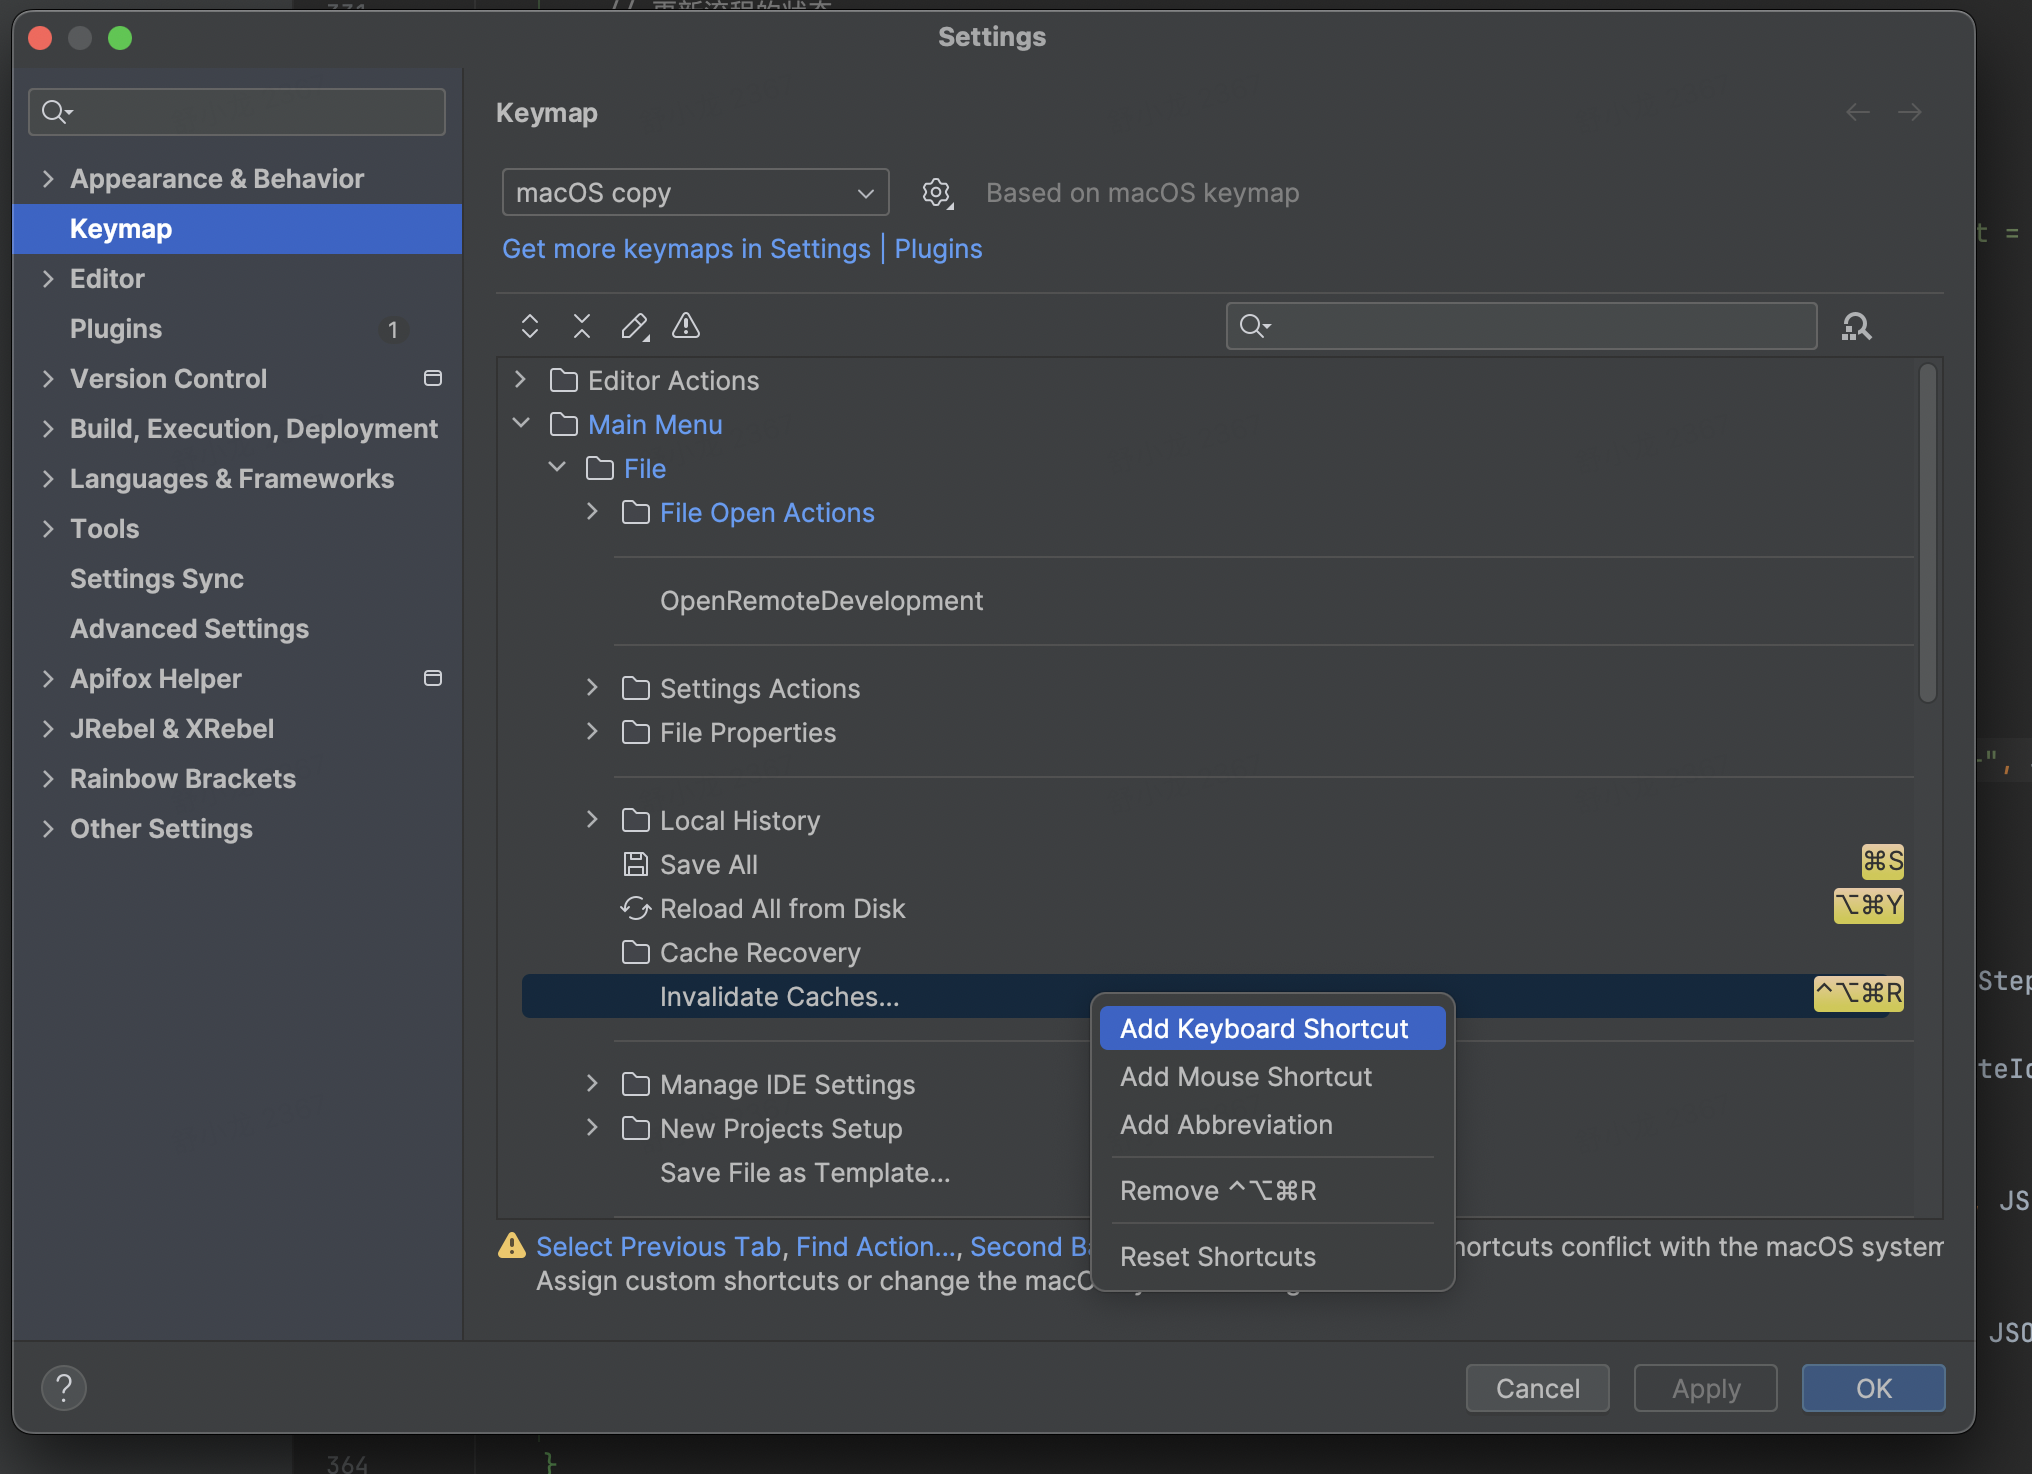 Settings
Keymap
Appearance & Behavior
Keymap
Editor
Plugins 1
Version Control
Build, Execution, Deployment
Languages & Frameworks
Tools
Settings Sync
Advanced Settings
Apifox Helper
JRebel & XRebel
Rainbow Brackets
Other Settings
macOS copy
Based on macOS keymap
Get more keymaps in Settings | Plugins
Editor Actions
Main Menu
File
File Open Actions
OpenRemoteDevelopment
Settings Actions
File Properties
Local History
Save All ⌘S
Reload All from Disk ⌥⌘Y
Cache Recovery
Invalidate Caches... ^⌥⌘R
Manage IDE Settings
New Projects Setup
Save File as Template...
Add Keyboard Shortcut
Add Mouse Shortcut
Add Abbreviation
Remove ^⌥⌘R
Reset Shortcuts
Select Previous Tab, Find Action..., Second conflict with the macOS system
Assign custom shortcuts or change the
?
Cancel
Apply
OK
t =
",
JS
364
}